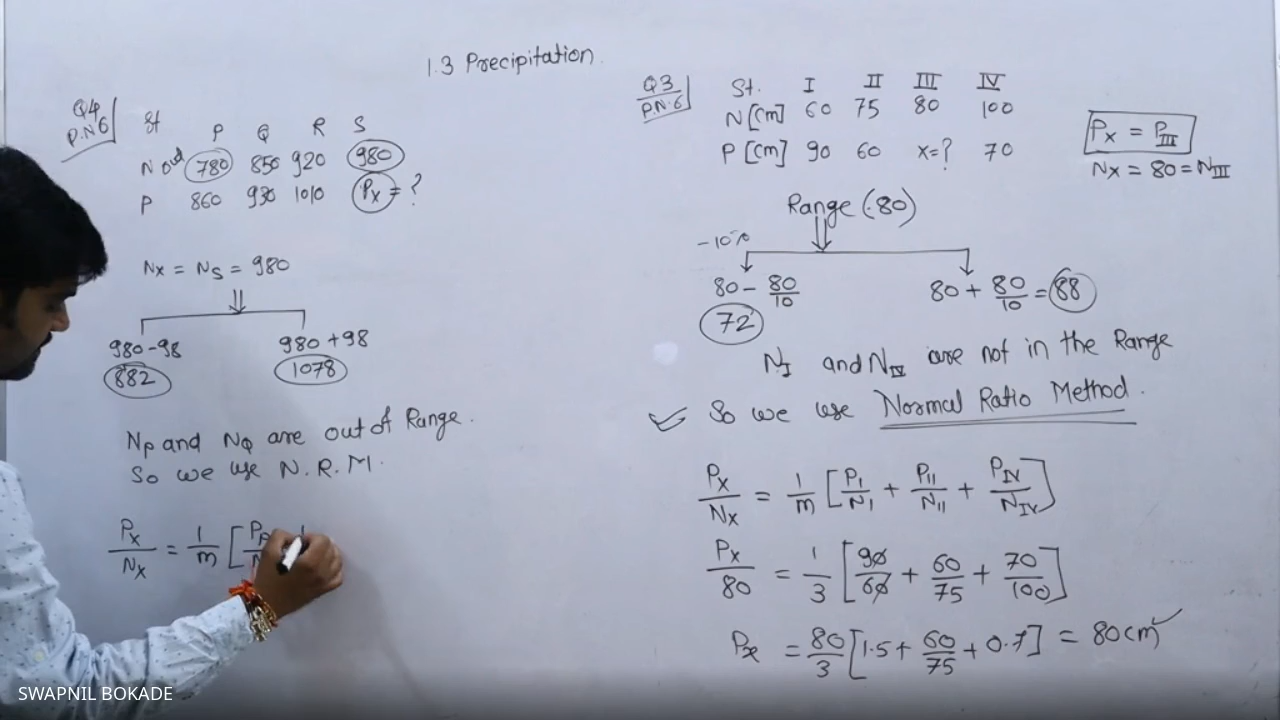 1.3 Precipitation.
Q4
P.N6
St P Q R S
780 850 920 980
P 860 930 1010 Px = ?
Nx = Ns = 980
980-98
882
980 +98
1078
Np and NQ are out of Range.
So we use N.R.M.
Px/Nx = 1/m [
Q3
P.N.6
St. I II III IV
N[cm] 60 75 80 100
P [cm] 90 60 x=? 70
Px = PIII
Nx = 80 = NIII
Range (80)
-10%
80 - 80/10
72
80 + 80/10 = 88
NI and NIV are not in the Range
So we use Normal Ratio Method.
Px/Nx = 1/m [PI/NI + PII/NII + PIV/NIV]
Px/80 = 1/3 [90/60 + 60/75 + 70/100]
Px = 80/3 [1.5 + 60/75 + 0.7] = 80cm
SWAPNIL BOKADE